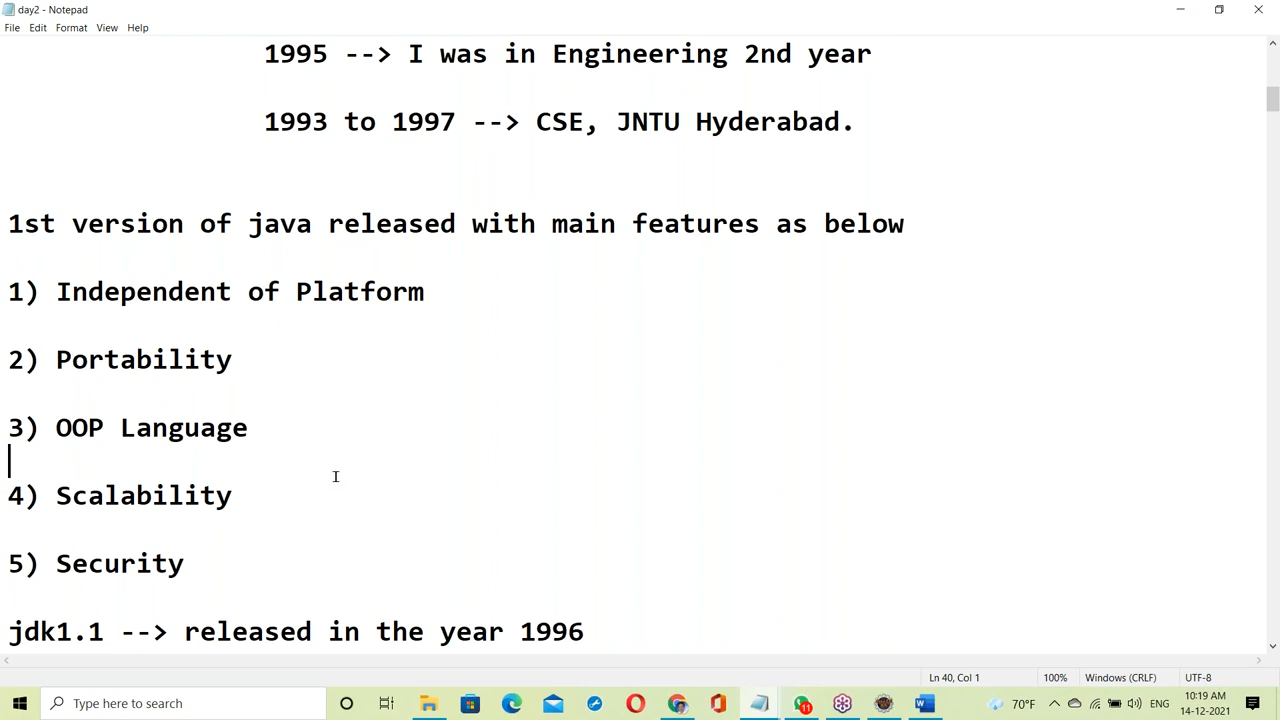 day2 - Notepad
File Edit Format View Help
1995 --> I was in Engineering 2nd year
1993 to 1997 --> CSE, JNTU Hyderabad.
1st version of java released with main features as below
1) Independent of Platform
2) Portability
3) OOP Language
4) Scalability
5) Security
jdk1.1 --> released in the year 1996
Ln 40, Col 1 100% Windows (CRLF) UTF-8
Type here to search 11 70°F ENG 10:19 AM
14-12-2021